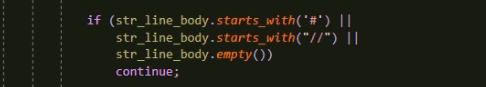 if (str_line_body.starts_with('#') ||
str_line_body.starts_with("//") ||
str_line_body.empty())
continue;